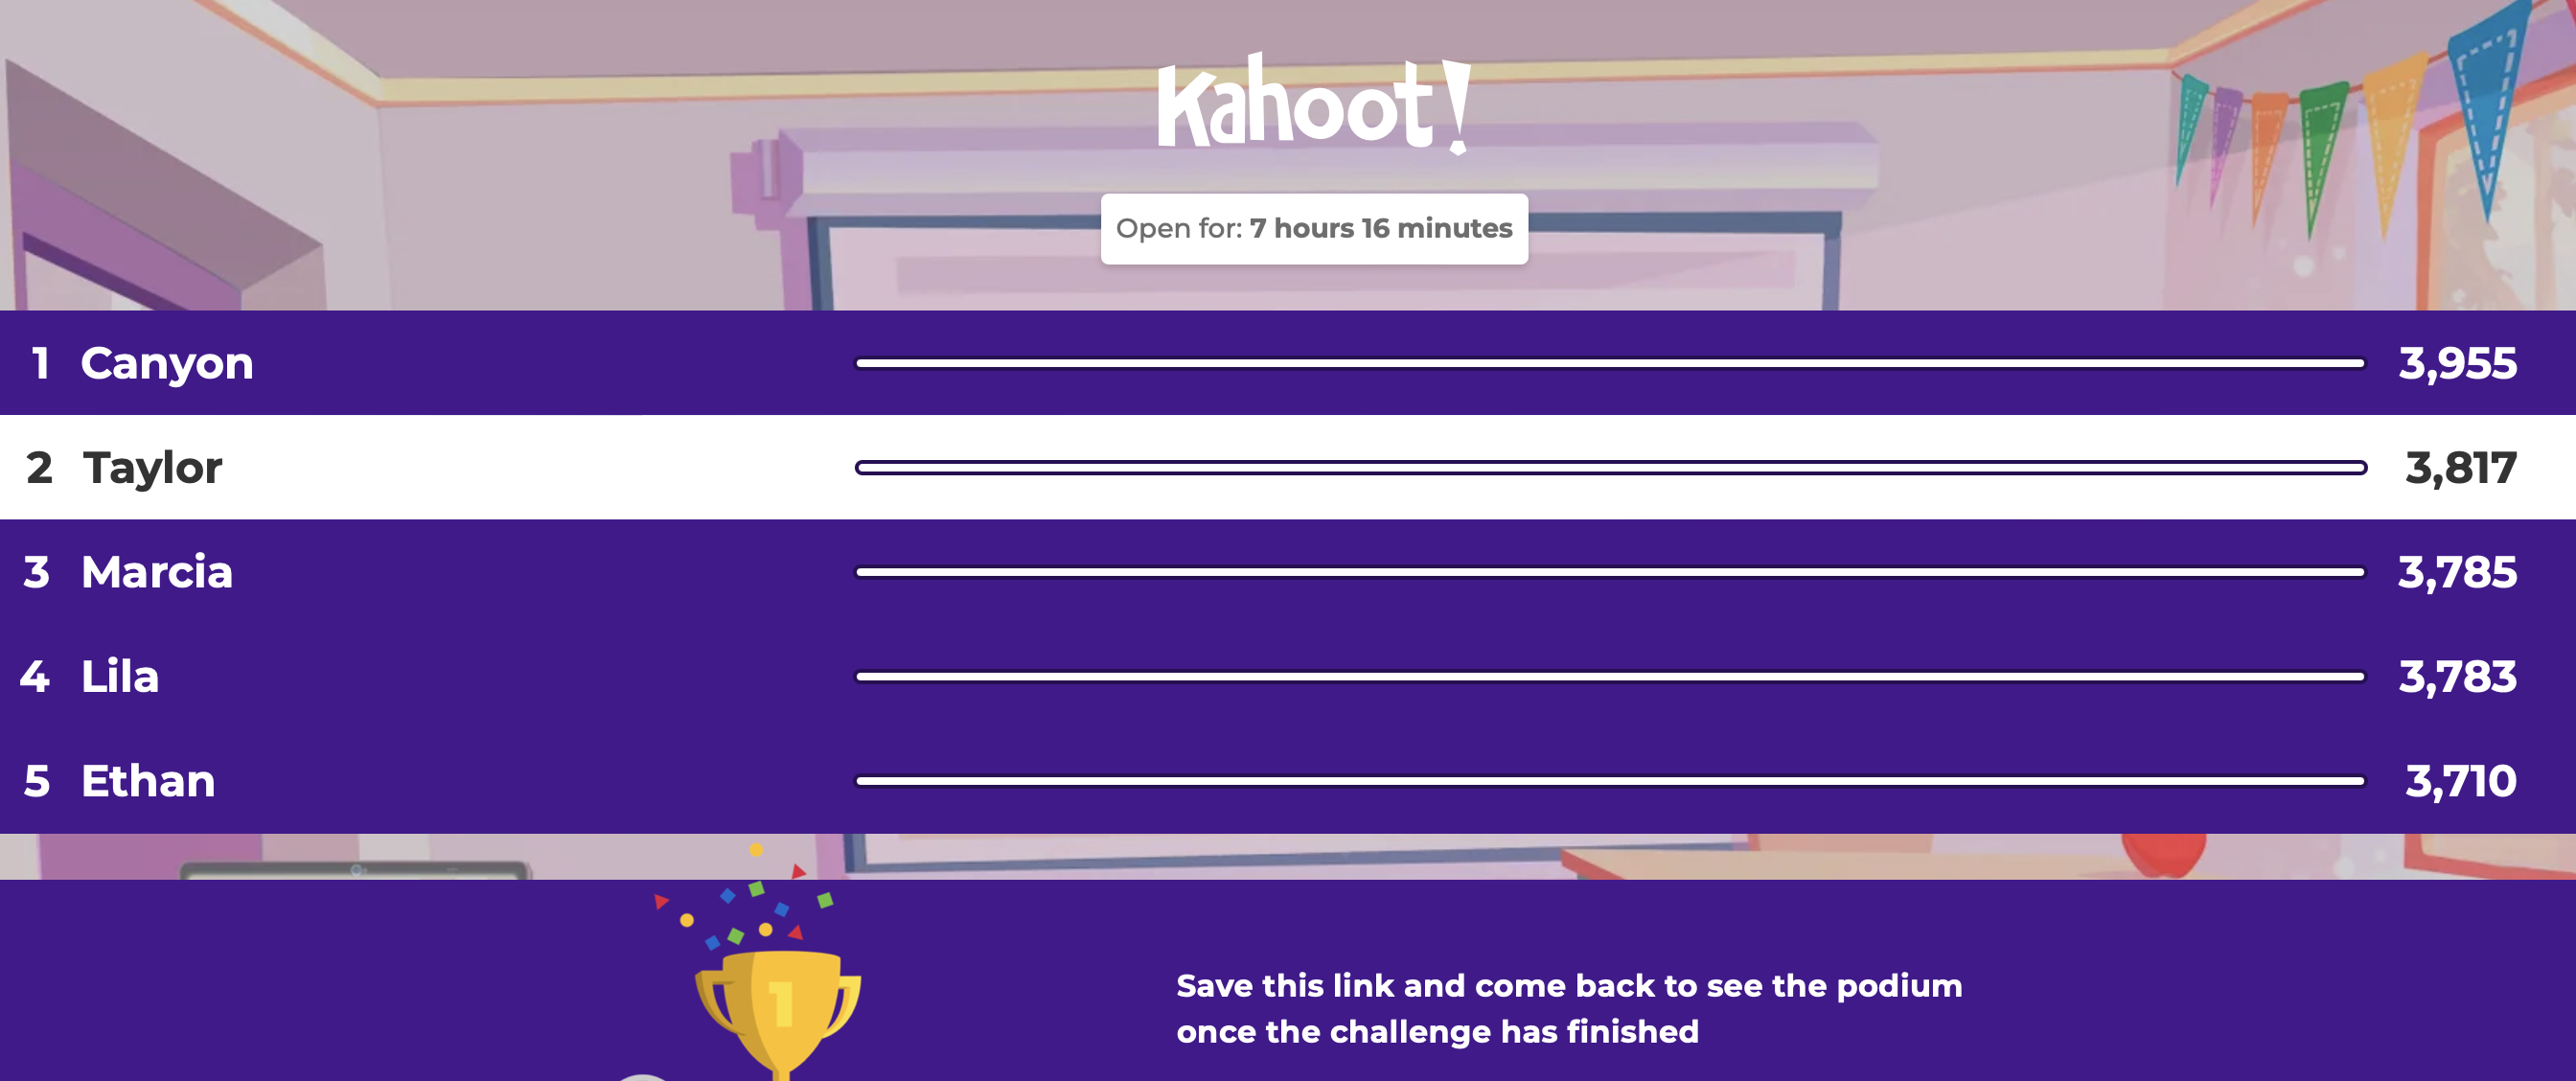 Kahoot!
Open for: 7 hours 16 minutes
1 Canyon 3,955
2 Taylor 3,817
3 Marcia 3,785
4 Lila 3,783
5 Ethan 3,710
1
Save this link and come back to see the podium
once the challenge has finished